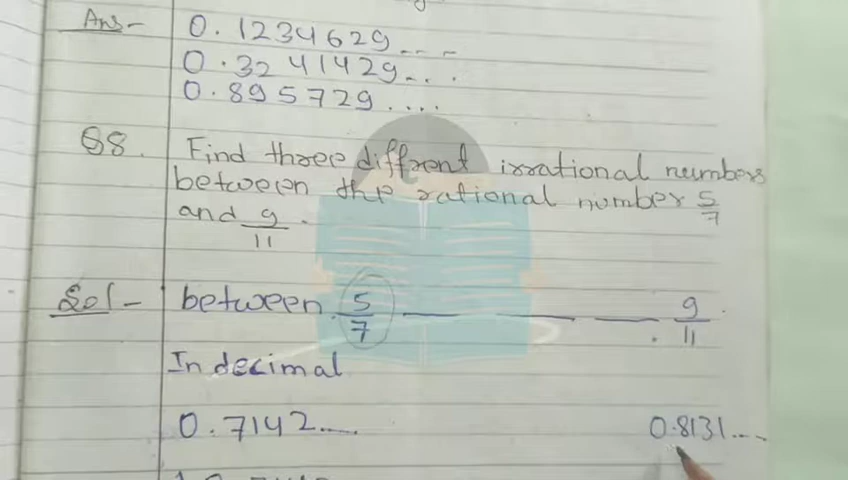 Ans- 0.1234629...-
0.3241429...
0.895729....
Q8. Find three diffrent irrational numbers
between the rational number 5/7
and 9/11.
Sol- between 5/7 9/11
In decimal
0.7142.... 0.8131...